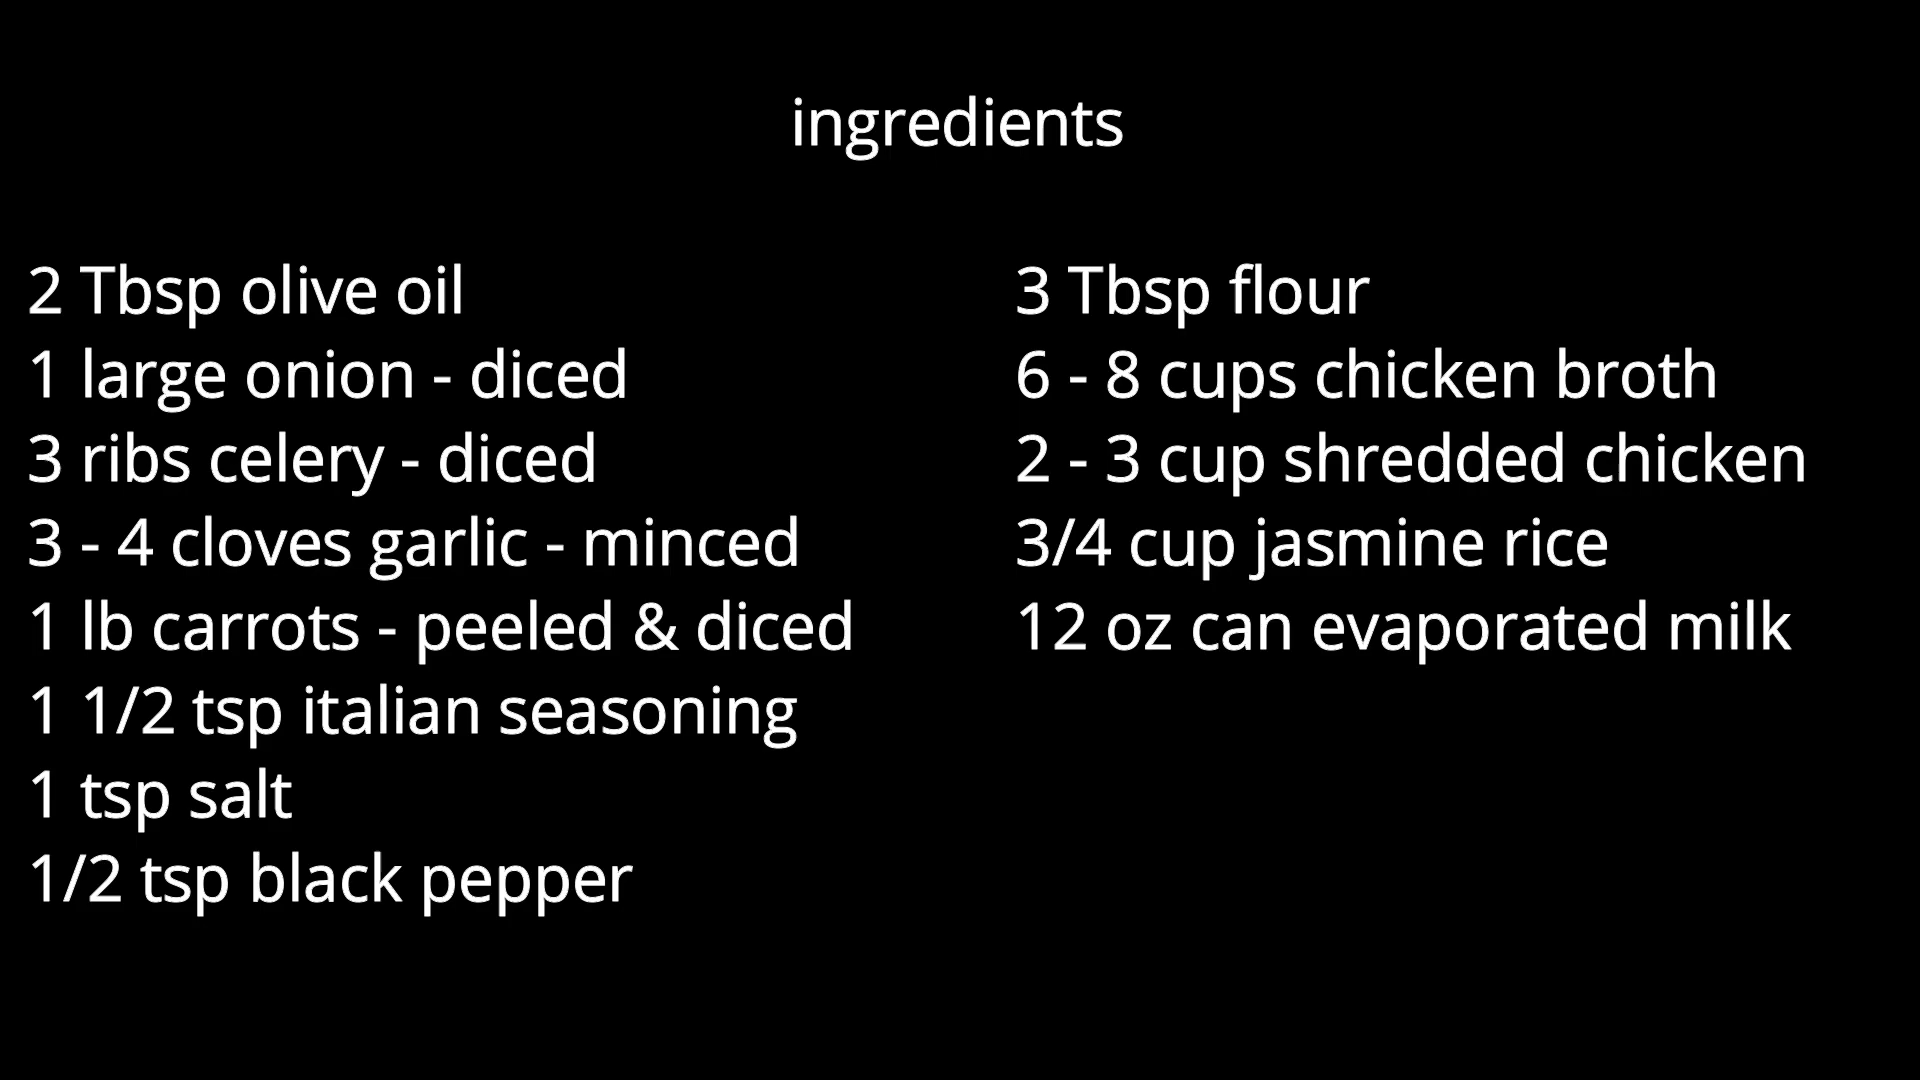 ingredients
2 Tbsp olive oil
1 large onion - diced
3 ribs celery - diced
3 - 4 cloves garlic - minced
1 lb carrots - peeled & diced
1 1/2 tsp italian seasoning
1 tsp salt
1/2 tsp black pepper
3 Tbsp flour
6 - 8 cups chicken broth
2 - 3 cup shredded chicken
3/4 cup jasmine rice
12 oz can evaporated milk